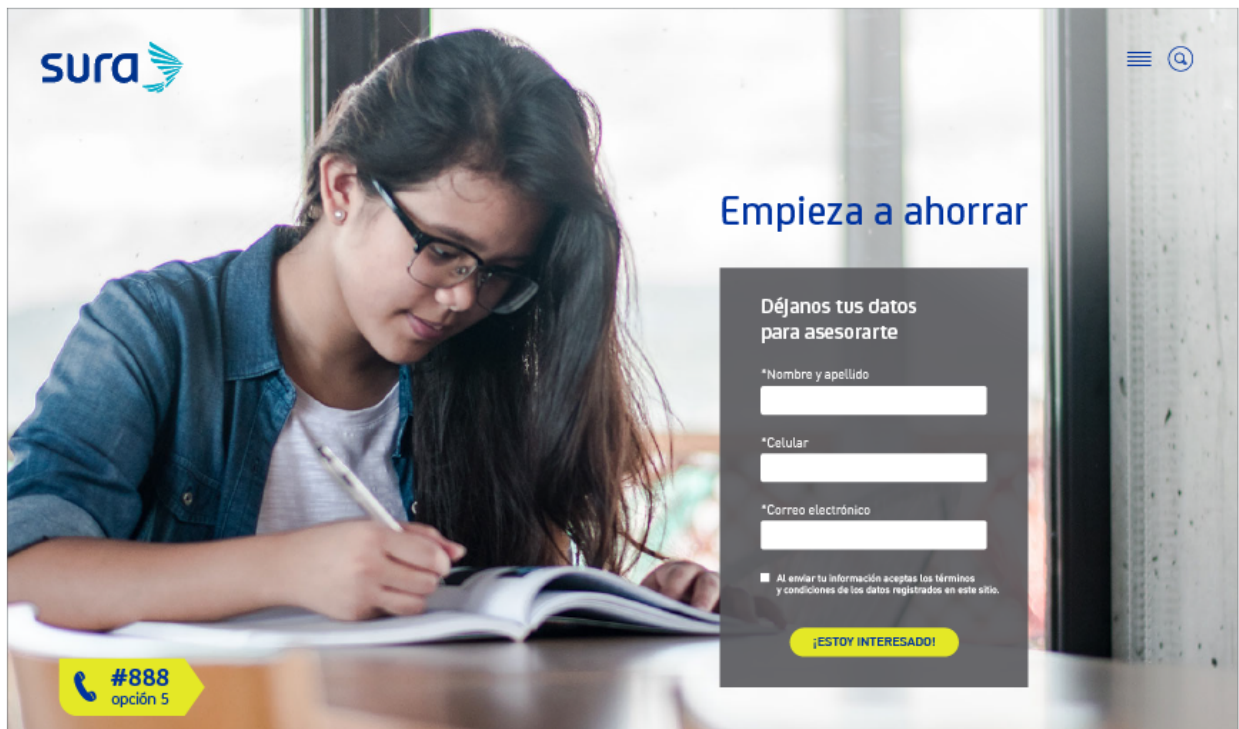 sura
Empieza a ahorrar
Déjanos tus datos
para asesorarte
*Nombre y apellido
*Celular
*Correo electrónico
Al enviar tu información aceptas los términos
y condiciones de los datos registrados en este sitio.
¡ESTOY INTERESADO!
#888
opción 5